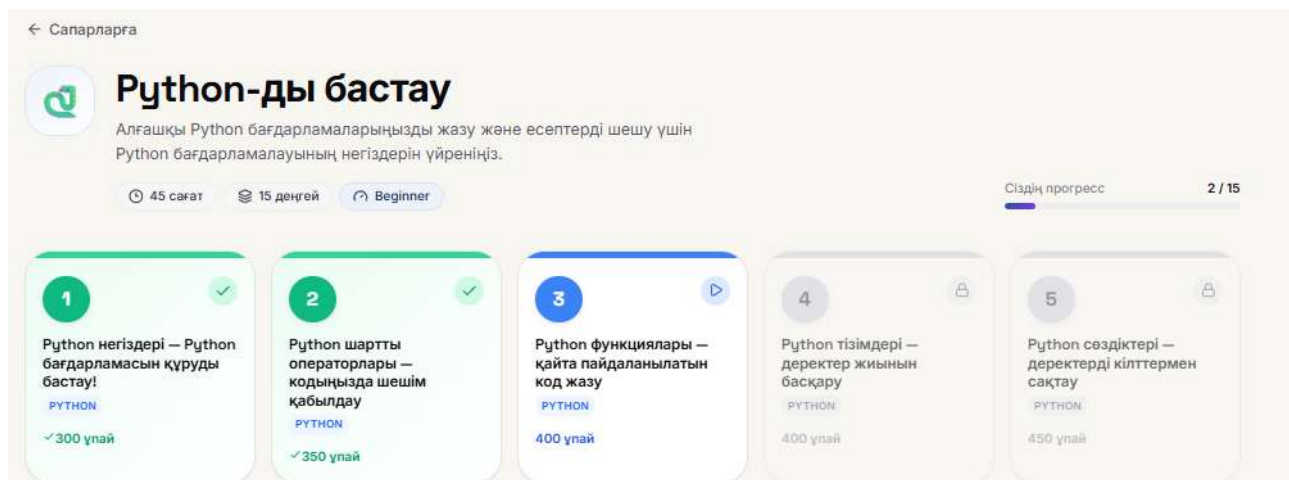 ← Сапарларға
Python-ды бастау
Алғашқы Python бағдарламаларыңызды жазу және есептерді шешу үшін
Python бағдарламалауының негіздерін үйреніңіз.
45 сағат
15 деңгей
Beginner
Сіздің прогресс
2 / 15
1
Python негіздері — Python
бағдарламасын құруды
бастау!
PYTHON
✓300 ұпай
2
Python шартты
операторлары —
кодыңызда шешім
қабылдау
PYTHON
✓350 ұпай
3
Python функциялары —
қайта пайдаланылатын
код жазу
PYTHON
400 ұпай
4
Python тізімдері —
деректер жиынын
басқару
PYTHON
400 ұпай
5
Python сөздіктері —
деректерді кілттермен
сақтау
PYTHON
450 ұпай